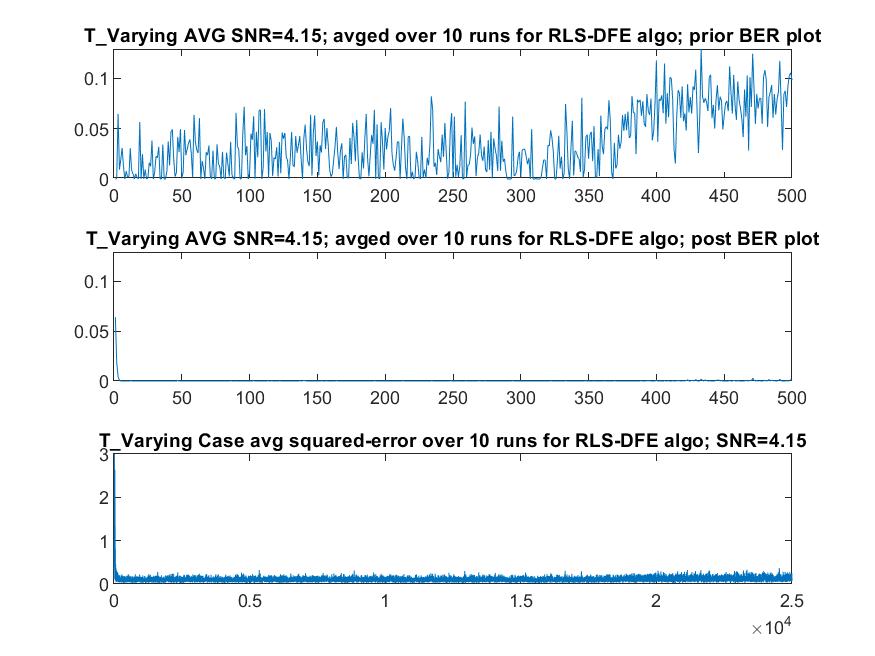 T_Varying AVG SNR=4.15; avged over 10 runs for RLS-DFE algo; prior BER plot
0.1
0.05
0
0 50 100 150 200 250 300 350 400 450 500
T_Varying AVG SNR=4.15; avged over 10 runs for RLS-DFE algo; post BER plot
0.1
0.05
0
0 50 100 150 200 250 300 350 400 450 500
T_Varying Case avg squared-error over 10 runs for RLS-DFE algo; SNR=4.15
3
2
1
0
0 0.5 1 1.5 2 2.5
×10⁴